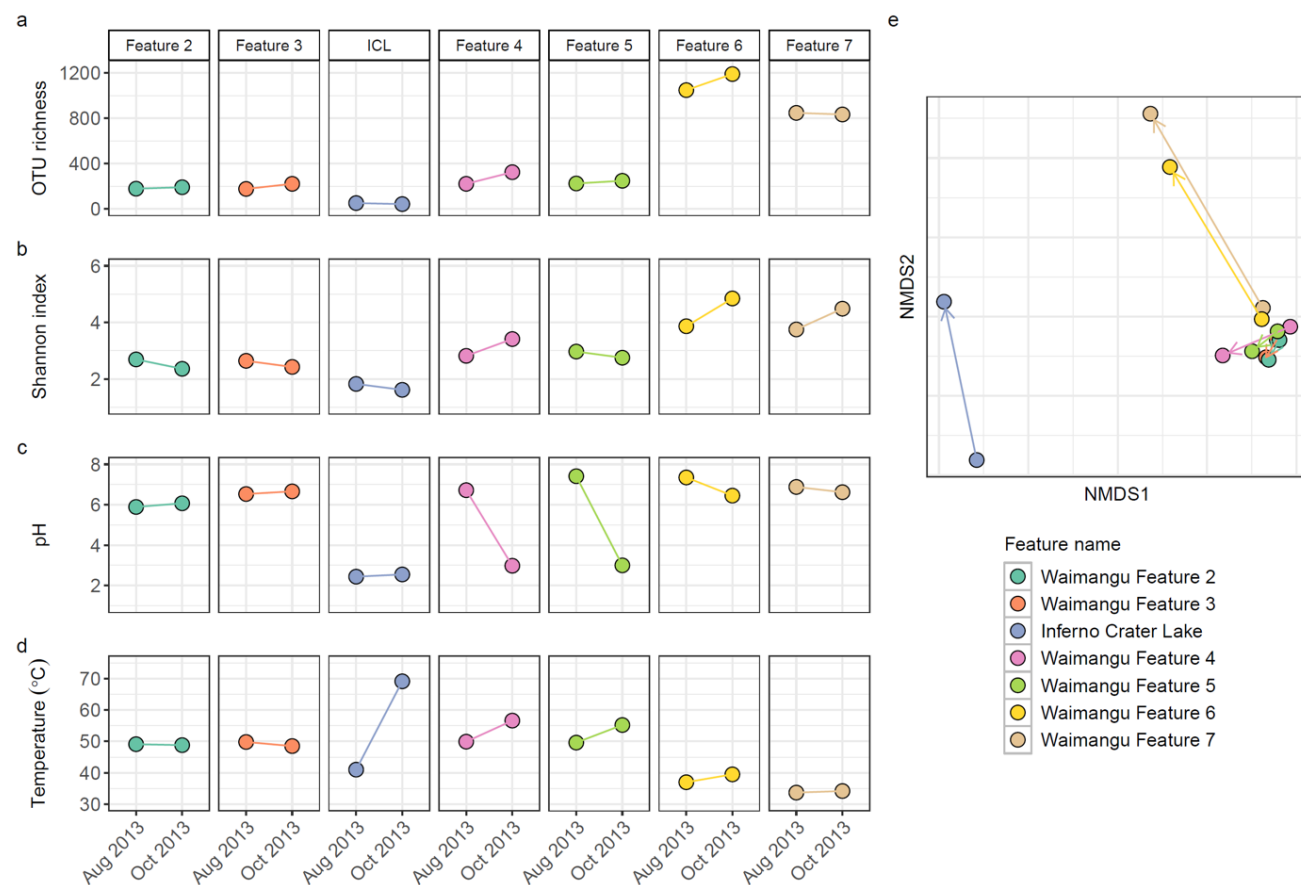 a
Feature 2
Feature 3
ICL
Feature 4
Feature 5
Feature 6
Feature 7
OTU richness
1200
800
400
0
b
Shannon index
6
4
2
c
pH
8
6
4
2
d
Temperature (°C)
70
60
50
40
30
Aug 2013
Oct 2013
Aug 2013
Oct 2013
Aug 2013
Oct 2013
Aug 2013
Oct 2013
Aug 2013
Oct 2013
Aug 2013
Oct 2013
Aug 2013
Oct 2013
e
NMDS2
NMDS1
Feature name
Waimangu Feature 2
Waimangu Feature 3
Inferno Crater Lake
Waimangu Feature 4
Waimangu Feature 5
Waimangu Feature 6
Waimangu Feature 7